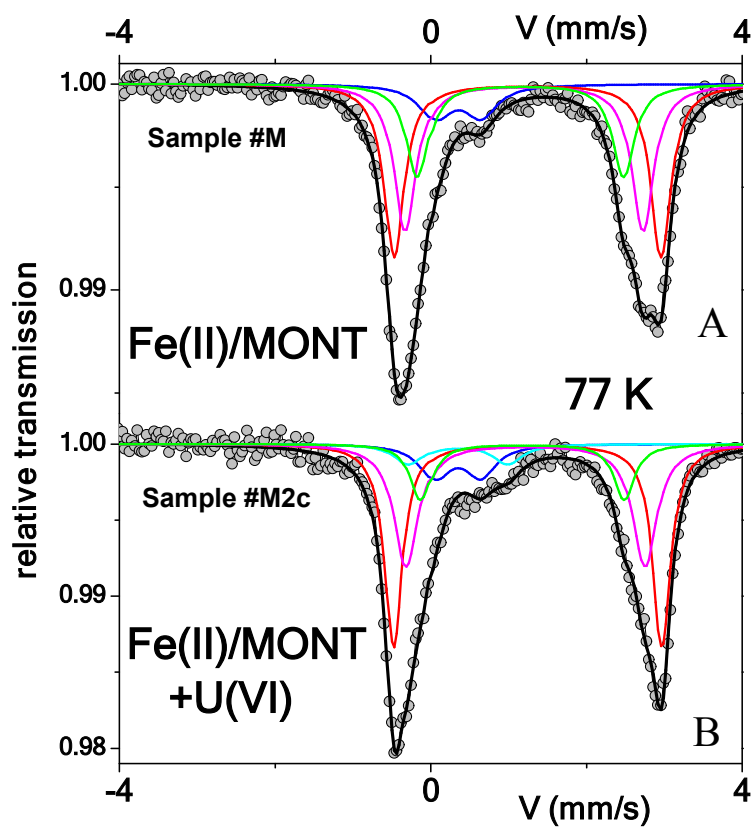 -4 0 V (mm/s) 4
1.00
Sample #M
0.99
A
Fe(II)/MONT
77 K
1.00
Sample #M2c
relative transmission
0.99
Fe(II)/MONT
+U(VI)
B
0.98
-4 0 4
V (mm/s)